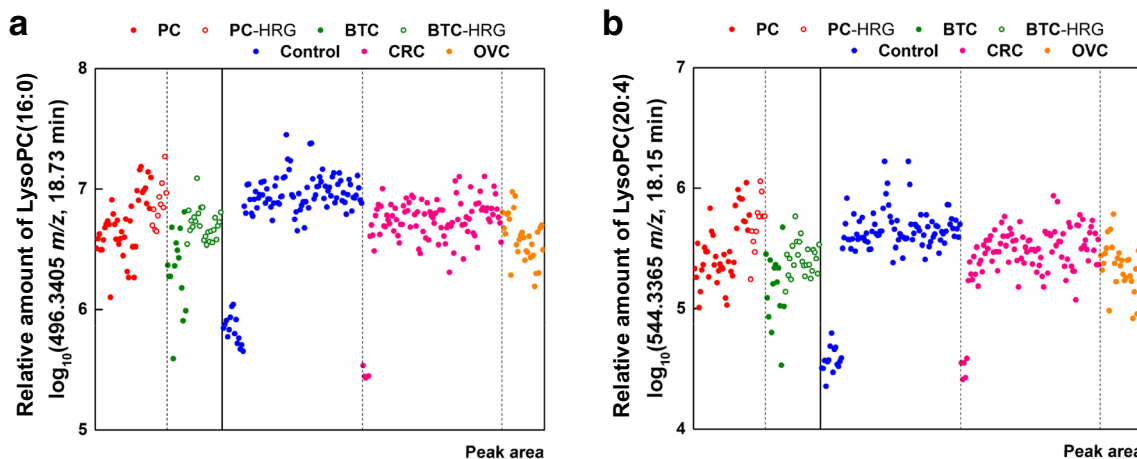 a
PC PC-HRG BTC BTC-HRG
Control CRC OVC
Relative amount of LysoPC(16:0)
log10(496.3405 m/z, 18.73 min)
8
7
6
5
Peak area
b
PC PC-HRG BTC BTC-HRG
Control CRC OVC
Relative amount of LysoPC(20:4)
log10(544.3365 m/z, 18.15 min)
7
6
5
4
Peak area